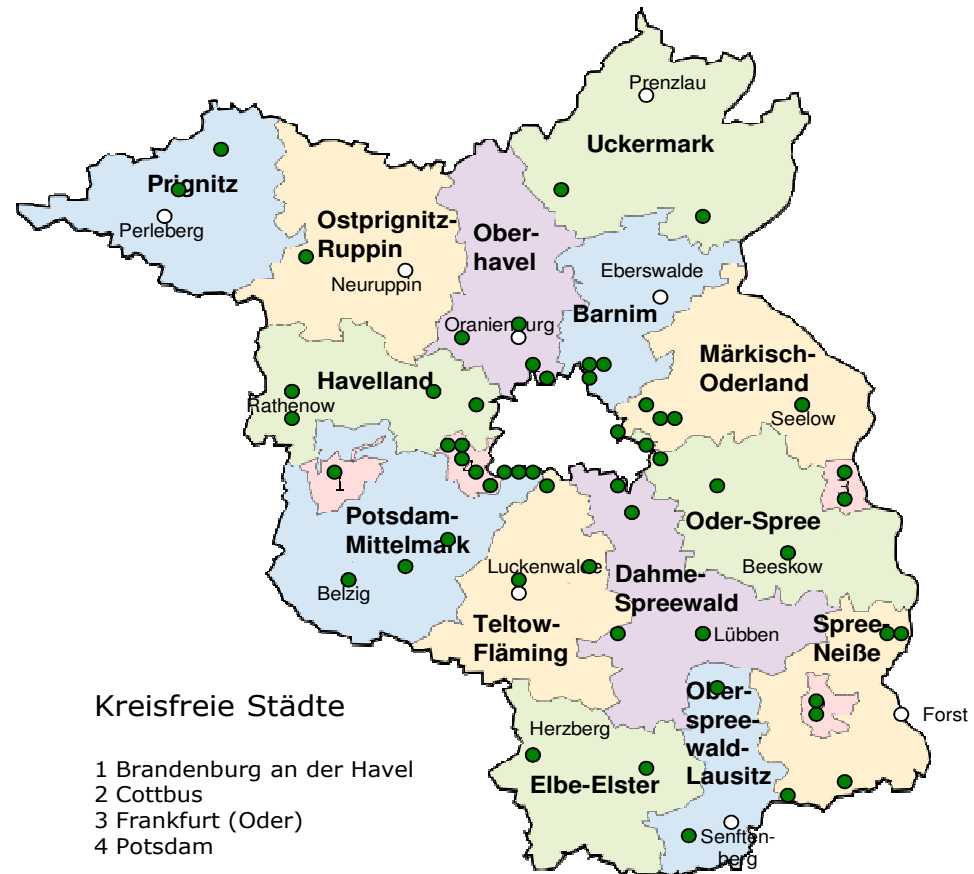 Prenzlau
Uckermark
Prignitz
Perleberg
Ostprignitz-
Ruppin
Neuruppin
Ober-
havel
Eberswalde
Barnim
Oranienburg
Märkisch-
Oderland
Seelow
Havelland
Rathenow
1
4
3
Potsdam-
Mittelmark
Belzig
Oder-Spree
Beeskow
Luckenwalde
Dahme-
Spreewald
Teltow-
Fläming
Lübben
Spree-
Neiße
Forst
Ober-
spree-
wald-
Lausitz
Herzberg
Elbe-Elster
Senften-
berg
Kreisfreie Städte
1 Brandenburg an der Havel
2 Cottbus
3 Frankfurt (Oder)
4 Potsdam